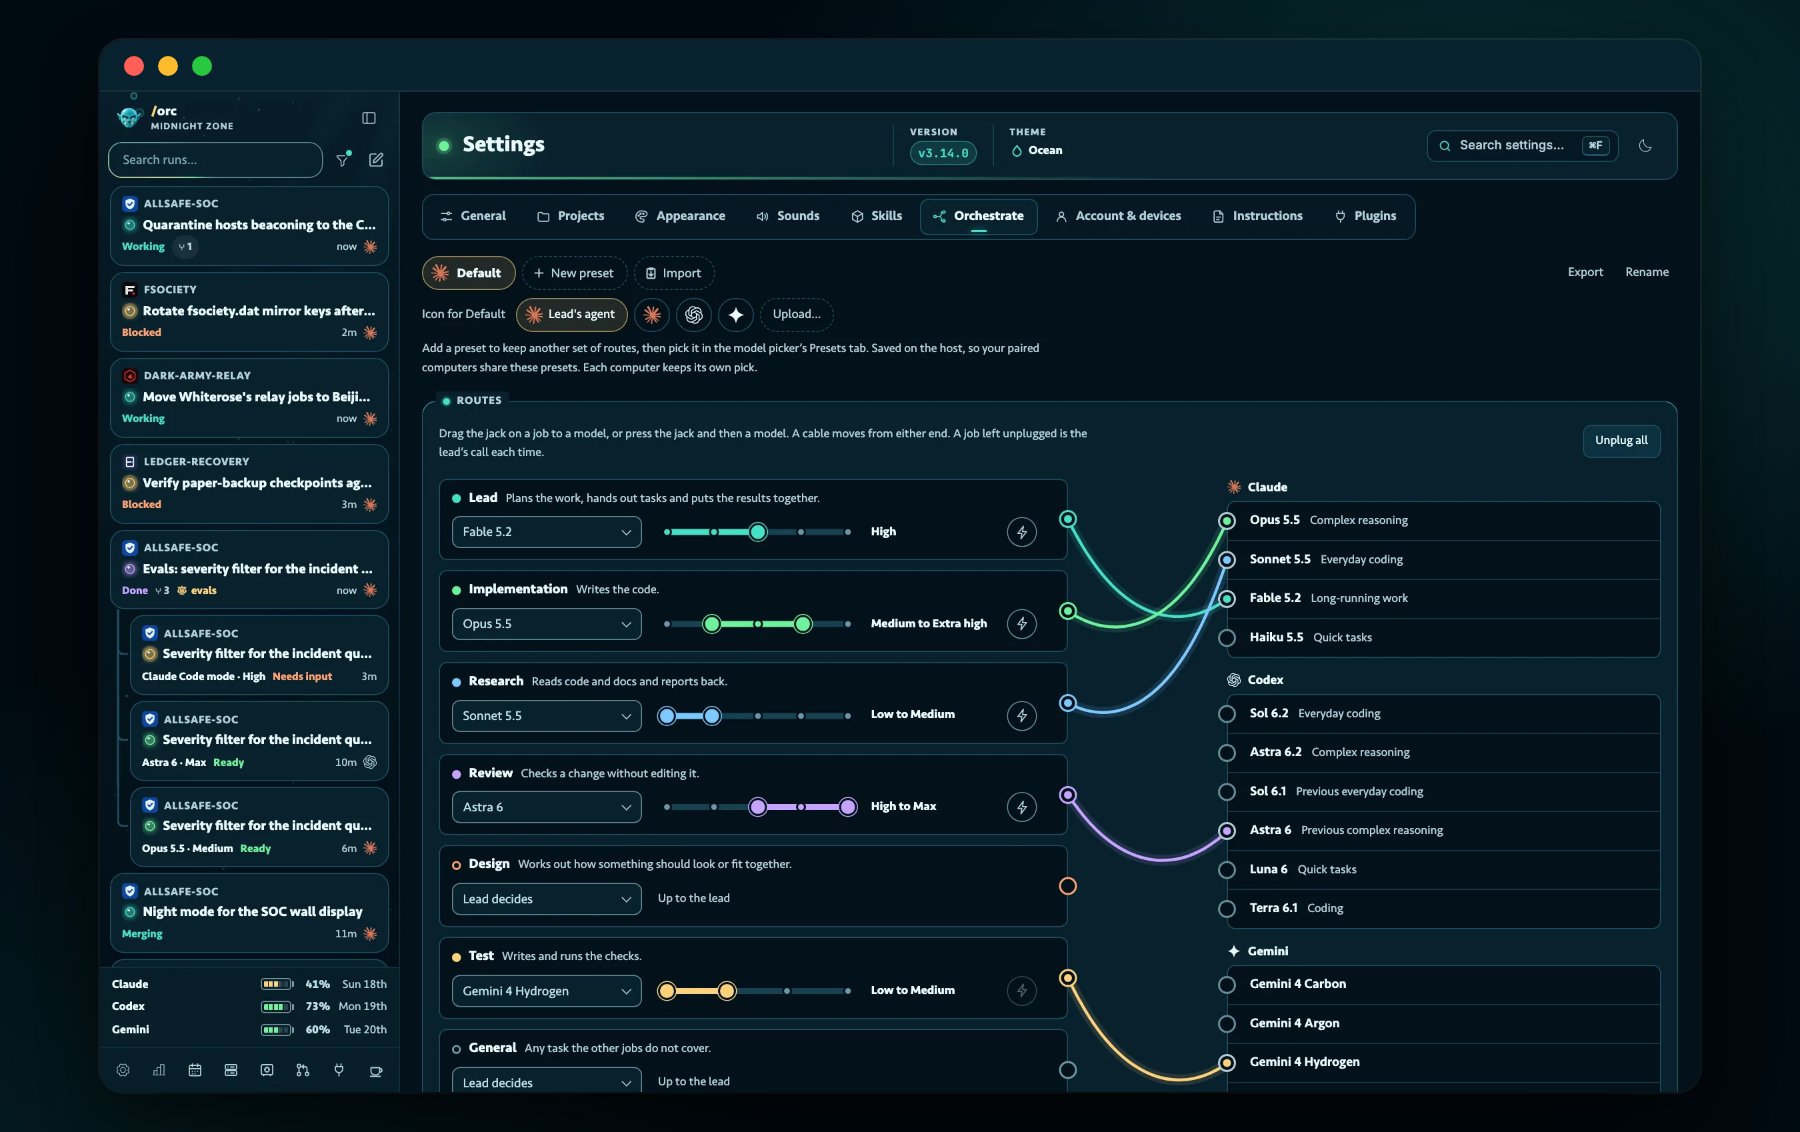 /orc
MIDNIGHT ZONE
Search runs...
ALLSAFE-SOC
Quarantine hosts beaconing to the C...
Working 1 now
FSOCIETY
Rotate fsociety.dat mirror keys after...
Blocked 2m
DARK-ARMY-RELAY
Move Whiterose's relay jobs to Beiji...
Working now
LEDGER-RECOVERY
Verify paper-backup checkpoints ag...
Blocked 3m
ALLSAFE-SOC
Evals: severity filter for the incident ...
Done 3 evals now
ALLSAFE-SOC
Severity filter for the incident qu...
Claude Code mode · High Needs input 3m
ALLSAFE-SOC
Severity filter for the incident qu...
Astra 6 · Max Ready 10m
ALLSAFE-SOC
Severity filter for the incident qu...
Opus 5.5 · Medium Ready 6m
ALLSAFE-SOC
Night mode for the SOC wall display
Merging 11m
Claude 41% Sun 18th
Codex 73% Mon 19th
Gemini 60% Tue 20th
Settings
VERSION
v3.14.0
THEME
Ocean
Search settings... ⌘F
General Projects Appearance Sounds Skills Orchestrate Account & devices Instructions Plugins
Default + New preset Import Export Rename
Icon for Default Lead's agent Upload...
Add a preset to keep another set of routes, then pick it in the model picker's Presets tab. Saved on the host, so your paired
computers share these presets. Each computer keeps its own pick.
ROUTES
Drag the jack on a job to a model, or press the jack and then a model. A cable moves from either end. A job left unplugged is the
lead's call each time.
Unplug all
Lead Plans the work, hands out tasks and puts the results together.
Fable 5.2 High
Implementation Writes the code.
Opus 5.5 Medium to Extra high
Research Reads code and docs and reports back.
Sonnet 5.5 Low to Medium
Review Checks a change without editing it.
Astra 6 High to Max
Design Works out how something should look or fit together.
Lead decides Up to the lead
Test Writes and runs the checks.
Gemini 4 Hydrogen Low to Medium
General Any task the other jobs do not cover.
Lead decides Up to the lead
Claude
Opus 5.5 Complex reasoning
Sonnet 5.5 Everyday coding
Fable 5.2 Long-running work
Haiku 5.5 Quick tasks
Codex
Sol 6.2 Everyday coding
Astra 6.2 Complex reasoning
Sol 6.1 Previous everyday coding
Astra 6 Previous complex reasoning
Luna 6 Quick tasks
Terra 6.1 Coding
Gemini
Gemini 4 Carbon
Gemini 4 Argon
Gemini 4 Hydrogen